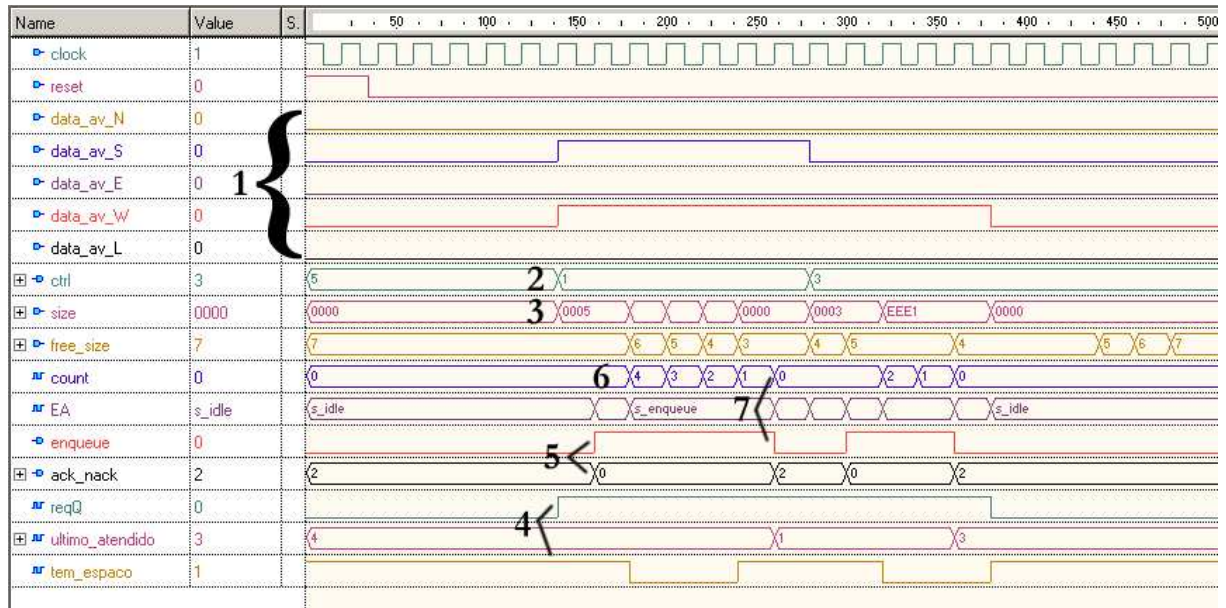 Name Value S. 50 100 150 200 250 300 350 400 450 500
clock 1
reset 0
data_av_N 0
data_av_S 0
data_av_E 0
1
data_av_W 0
data_av_L 0
ctrl 3 5 2 1 3
size 0000 0000 3 0005 0000 0003 EEE1 0000
free_size 7 7 6 5 4 3 4 5 4 5 6 7
count 0 0 6 4 3 2 1 0 2 1 0
EA s_idle s_idle s_enqueue 7 s_idle
enqueue 0
5
ack_nack 2 2 0 2 0 2
reqQ 0
4
ultimo_atendido 3 4 1 3
tem_espaco 1